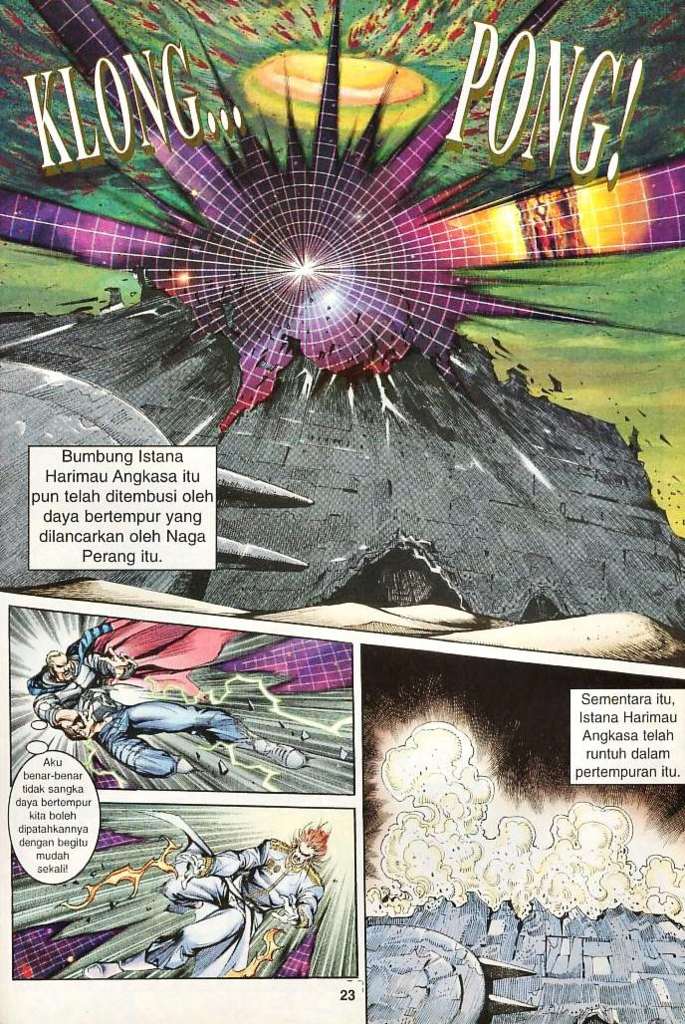 KLONG... PONG!
Bumbung Istana
Harimau Angkasa itu
pun telah ditembusi oleh
daya bertempur yang
dilancarkan oleh Naga
Perang itu.
Aku
benar-benar
tidak sangka
daya bertempur
kita boleh
dipatahkannya
dengan begitu
mudah
sekali!
Sementara itu,
Istana Harimau
Angkasa telah
runtuh dalam
pertempuran itu.
23